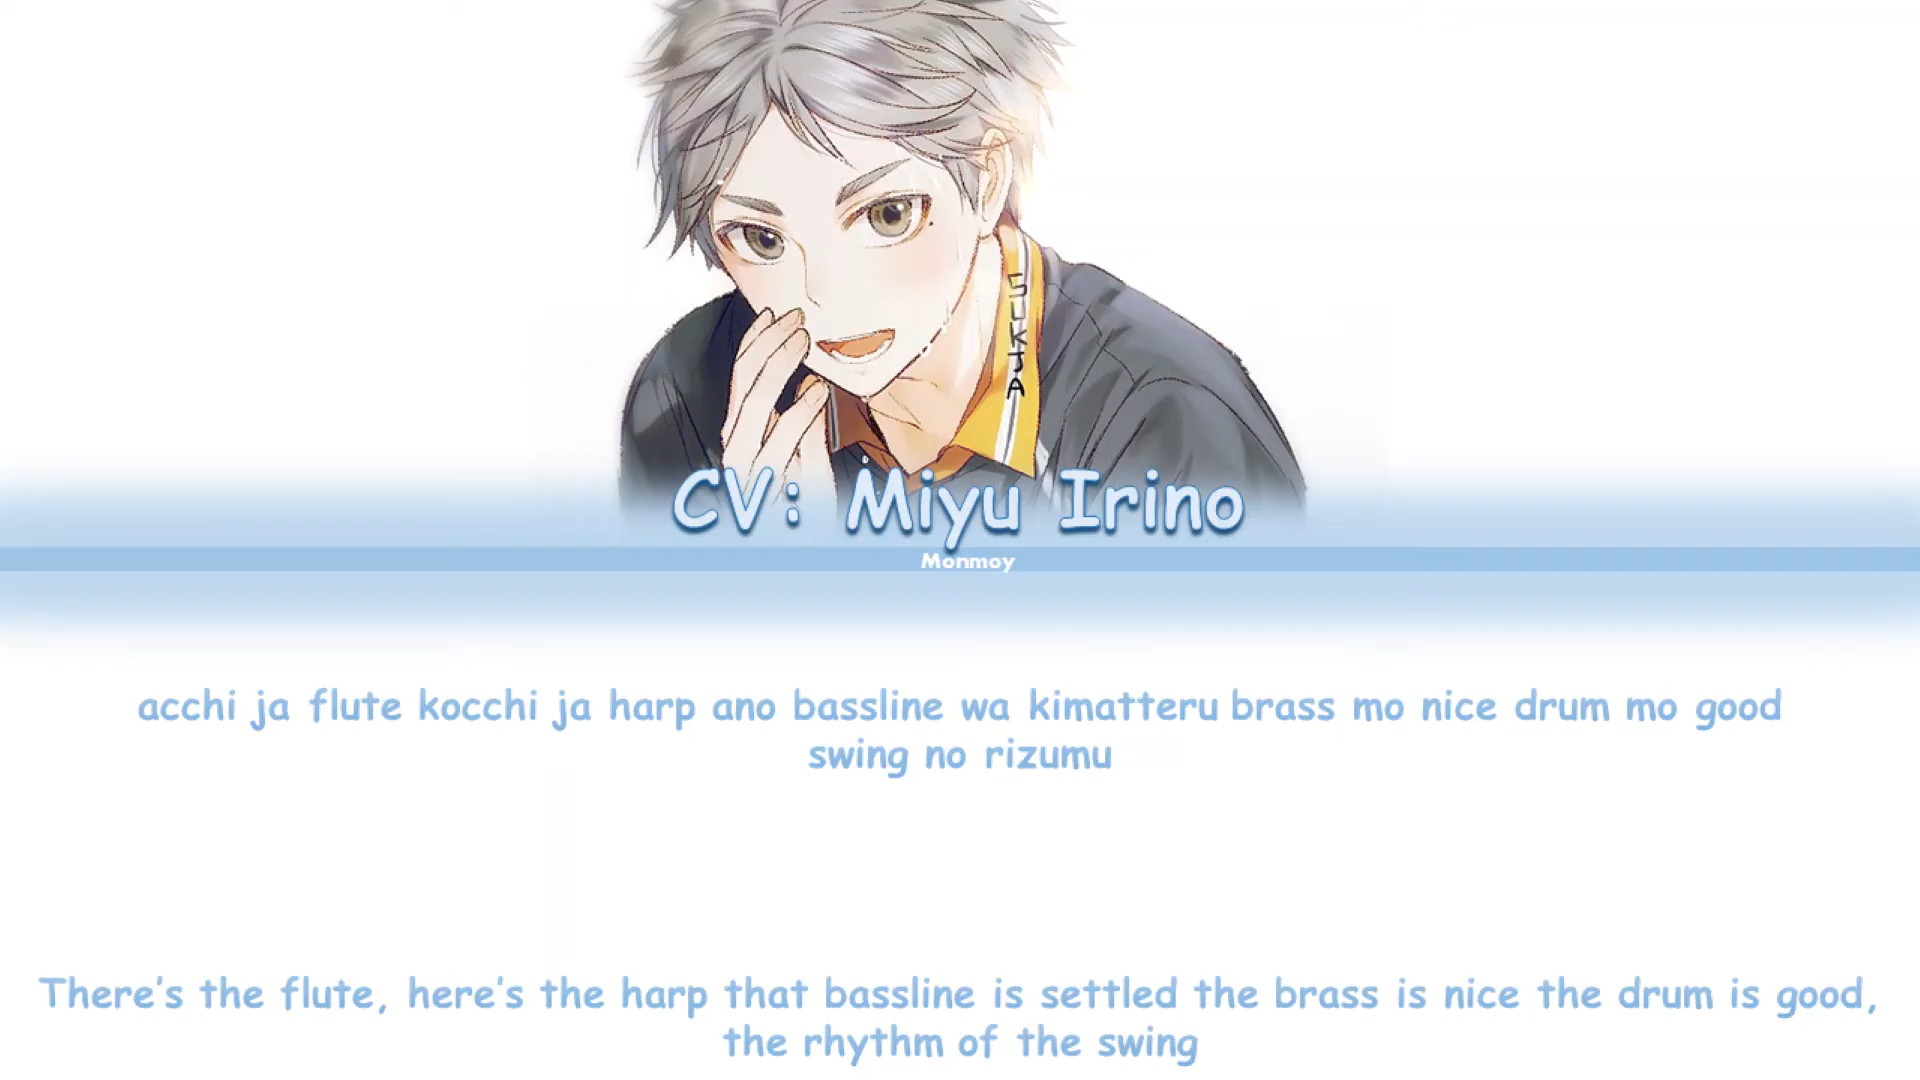 SUKJA
CV: Miyu Irino
Monmoy
acchi ja flute kocchi ja harp ano bassline wa kimatteru brass mo nice drum mo good
swing no rizumu
There's the flute, here's the harp that bassline is settled the brass is nice the drum is good,
the rhythm of the swing